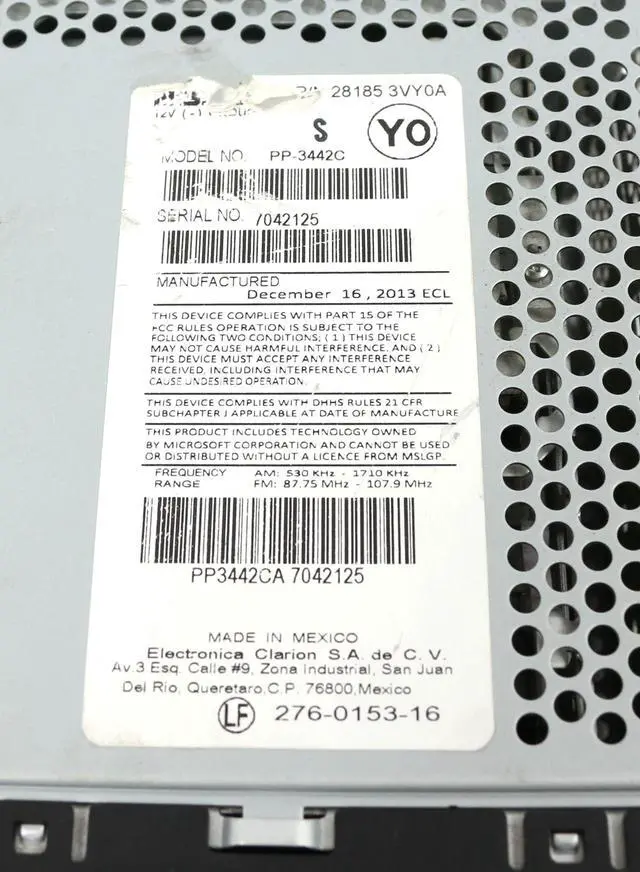 28185 3VY0A
12V (-)
S
YO
MODEL NO. PP-3442C
SERIAL NO. 7042125
MANUFACTURED
December 16, 2013 ECL
THIS DEVICE COMPLIES WITH PART 15 OF THE
FCC RULES OPERATION IS SUBJECT TO THE
FOLLOWING TWO CONDITIONS; (1) THIS DEVICE
MAY NOT CAUSE HARMFUL INTERFERENCE, AND (2)
THIS DEVICE MUST ACCEPT ANY INTERFERENCE
RECEIVED, INCLUDING INTERFERENCE THAT MAY
CAUSE UNDESIRED OPERATION.
THIS DEVICE COMPLIES WITH DHHS RULES 21 CFR
SUBCHAPTER J APPLICABLE AT DATE OF MANUFACTURE
THIS PRODUCT INCLUDES TECHNOLOGY OWNED
BY MICROSOFT CORPORATION AND CANNOT BE USED
OR DISTRIBUTED WITHOUT A LICENCE FROM MSLGP.
FREQUENCY AM: 530 KHz - 1710 KHz
RANGE FM: 87.75 MHz - 107.9 MHz
PP3442CA 7042125
MADE IN MEXICO
Electronica Clarion S.A. de C. V.
Av.3 Esq. Calle #9, Zona Industrial, San Juan
Del Rio, Queretaro.C.P. 76800,Mexico
LF 276-0153-16